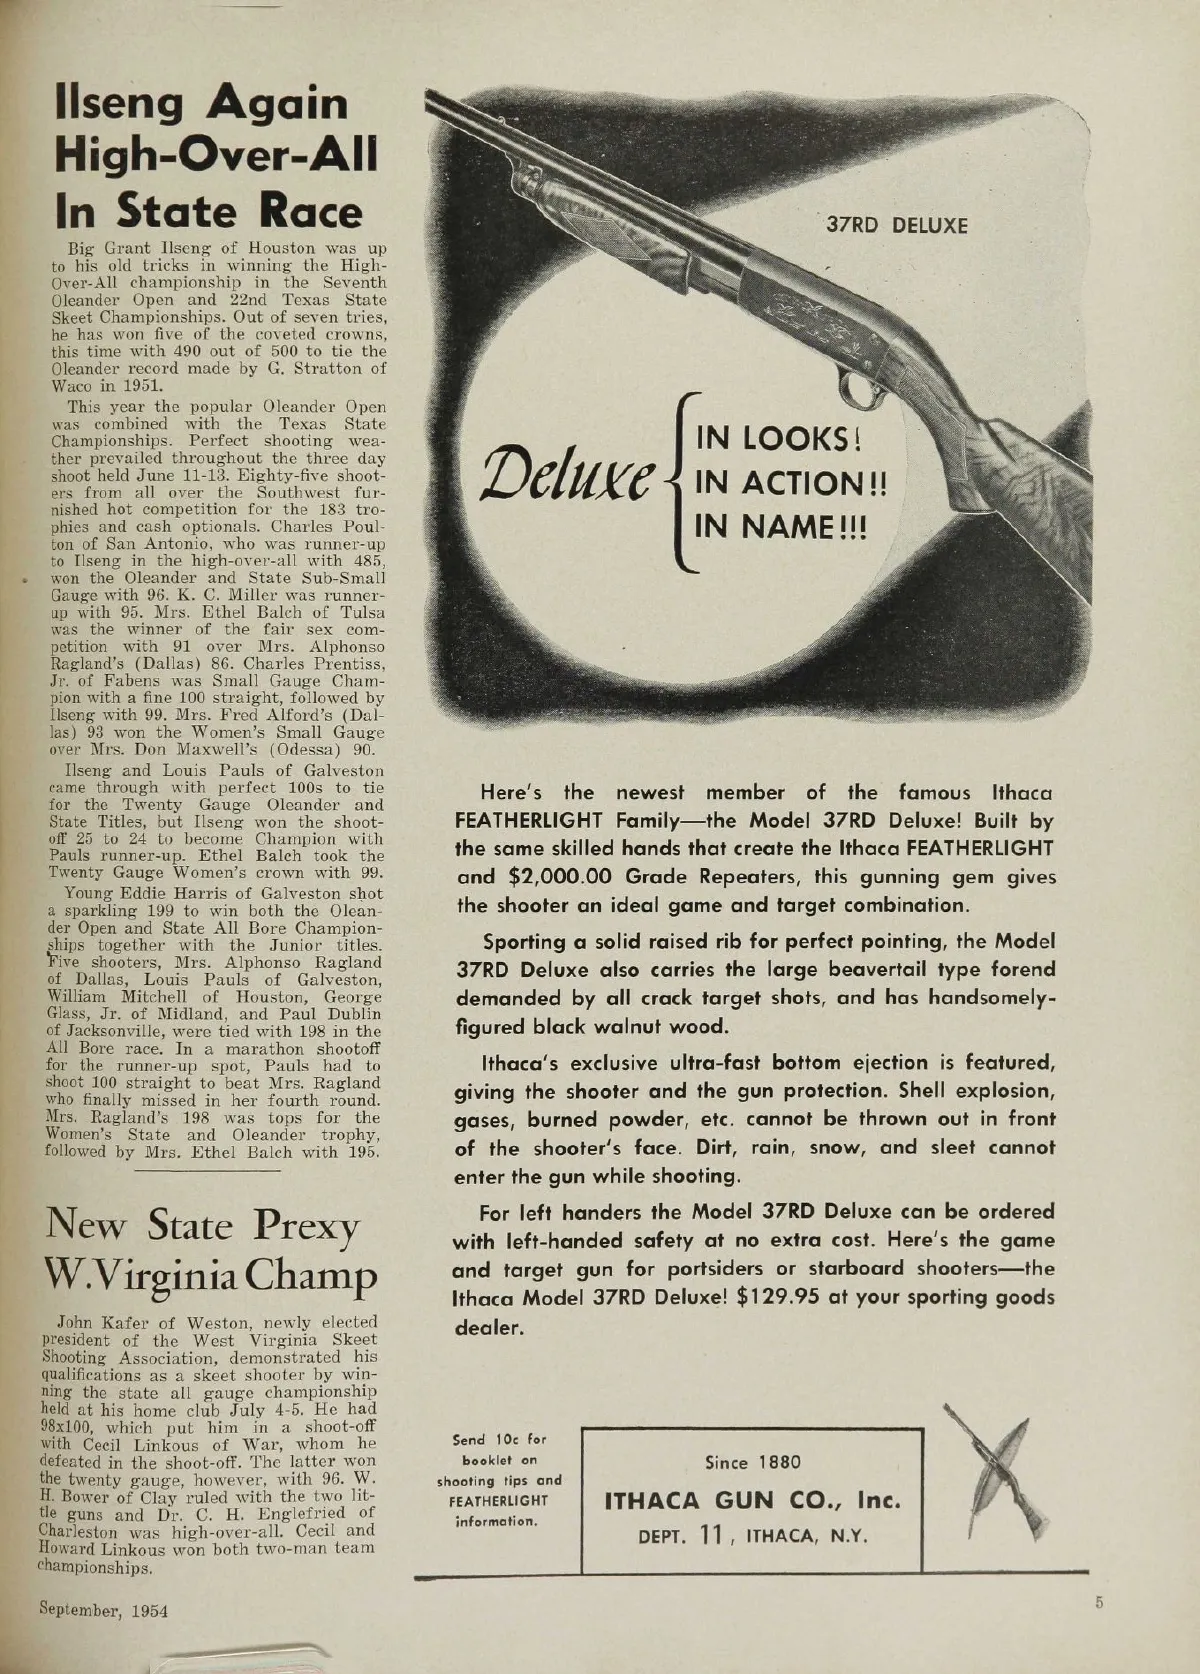 Ilseng Again
High-Over-All
In State Race
Big Grant Ilseng of Houston was up
to his old tricks in winning the High-
Over-All championship in the Seventh
Oleander Open and 22nd Texas State
Skeet Championships. Out of seven tries,
he has won five of the coveted crowns,
this time with 490 out of 500 to tie the
Oleander record made by G. Stratton of
Waco in 1951.
This year the popular Oleander Open
was combined with the Texas State
Championships. Perfect shooting wea-
ther prevailed throughout the three day
shoot held June 11-13. Eighty-five shoot-
ers from all over the Southwest fur-
nished hot competition for the 183 tro-
phies and cash optionals. Charles Poul-
ton of San Antonio, who was runner-up
to Ilseng in the high-over-all with 485,
won the Oleander and State Sub-Small
Gauge with 96. K. C. Miller was runner-
up with 95. Mrs. Ethel Balch of Tulsa
was the winner of the fair sex com-
petition with 91 over Mrs. Alphonso
Ragland's (Dallas) 86. Charles Prentiss,
Jr. of Fabens was Small Gauge Cham-
pion with a fine 100 straight, followed by
Ilseng with 99. Mrs. Fred Alford's (Dal-
las) 93 won the Women's Small Gauge
over Mrs. Don Maxwell's (Odessa) 90.
Ilseng and Louis Pauls of Galveston
came through with perfect 100s to tie
for the Twenty Gauge Oleander and
State Titles, but Ilseng won the shoot-
off 25 to 24 to become Champion with
Pauls runner-up. Ethel Balch took the
Twenty Gauge Women's crown with 99.
Young Eddie Harris of Galveston shot
a sparkling 199 to win both the Olean-
der Open and State All Bore Champion-
ships together with the Junior titles.
Five shooters, Mrs. Alphonso Ragland
of Dallas, Louis Pauls of Galveston,
William Mitchell of Houston, George
Glass, Jr. of Midland, and Paul Dublin
of Jacksonville, were tied with 198 in the
All Bore race. In a marathon shootoff
for the runner-up spot, Pauls had to
shoot 100 straight to beat Mrs. Ragland
who finally missed in her fourth round.
Mrs. Ragland's 198 was tops for the
Women's State and Oleander trophy,
followed by Mrs. Ethel Balch with 195.
New State Prexy
W.Virginia Champ
John Kafer of Weston, newly elected
president of the West Virginia Skeet
Shooting Association, demonstrated his
qualifications as a skeet shooter by win-
ning the state all gauge championship
held at his home club July 4-5. He had
98x100, which put him in a shoot-off
with Cecil Linkous of War, whom he
defeated in the shoot-off. The latter won
the twenty gauge, however, with 96. W.
H. Bower of Clay ruled with the two lit-
tle guns and Dr. C. H. Englefried of
Charleston was high-over-all. Cecil and
Howard Linkous won both two-man team
championships.
September, 1954
37RD DELUXE
Deluxe
IN LOOKS!
IN ACTION!!
IN NAME!!!
Here's the newest member of the famous Ithaca
FEATHERLIGHT Family—the Model 37RD Deluxe! Built by
the same skilled hands that create the Ithaca FEATHERLIGHT
and $2,000.00 Grade Repeaters, this gunning gem gives
the shooter an ideal game and target combination.
Sporting a solid raised rib for perfect pointing, the Model
37RD Deluxe also carries the large beavertail type forend
demanded by all crack target shots, and has handsomely-
figured black walnut wood.
Ithaca's exclusive ultra-fast bottom ejection is featured,
giving the shooter and the gun protection. Shell explosion,
gases, burned powder, etc. cannot be thrown out in front
of the shooter's face. Dirt, rain, snow, and sleet cannot
enter the gun while shooting.
For left handers the Model 37RD Deluxe can be ordered
with left-handed safety at no extra cost. Here's the game
and target gun for portsiders or starboard shooters—the
Ithaca Model 37RD Deluxe! $129.95 at your sporting goods
dealer.
Send 10c for
booklet on
shooting tips and
FEATHERLIGHT
information.
Since 1880
ITHACA GUN CO., Inc.
DEPT. 11, ITHACA, N.Y.
5